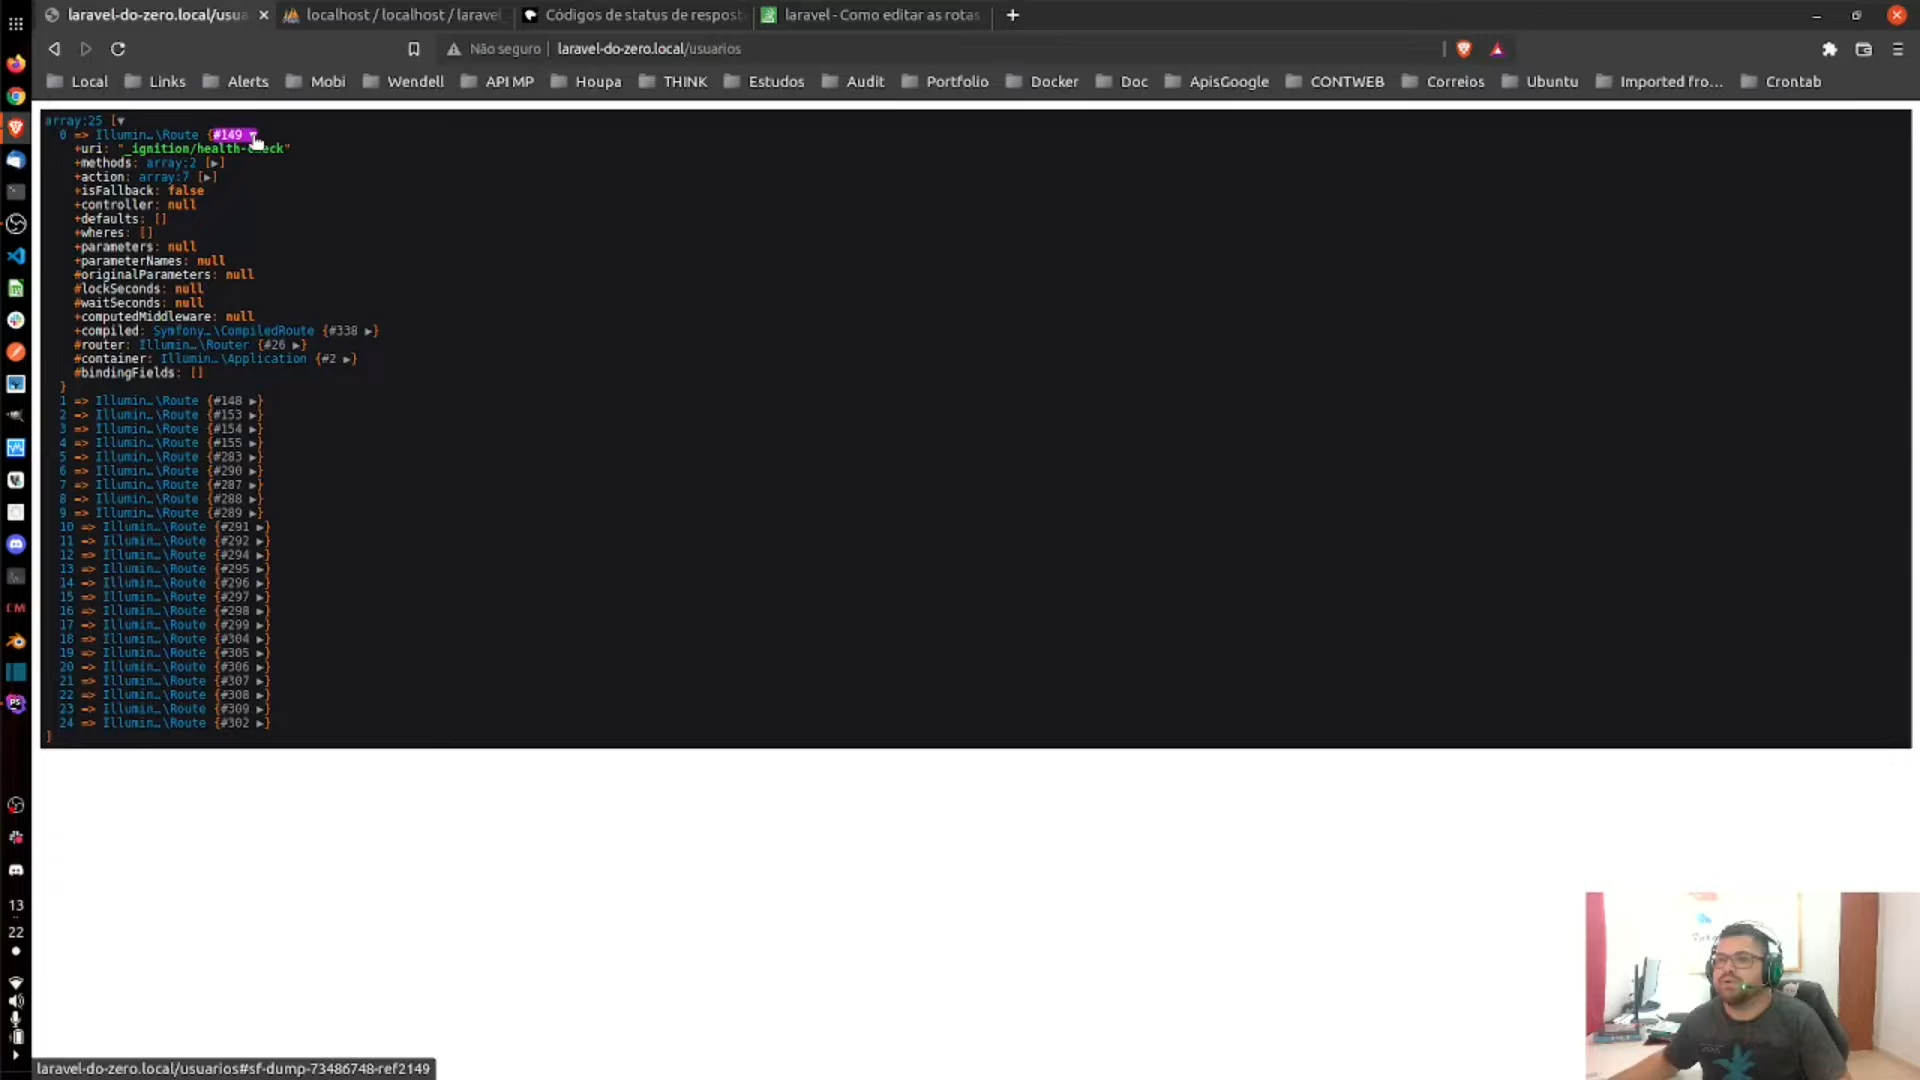 laravel-do-zero.local/usua
localhost / localhost / laravel
Códigos de status de respost
laravel - Como editar as rotas
Não seguro
laravel-do-zero.local/usuarios
Local
Links
Alerts
Mobi
Wendell
API MP
Houpa
THINK
Estudos
Audit
Portfolio
Docker
Doc
ApisGoogle
CONTWEB
Correios
Ubuntu
Imported fro...
Crontab
array:25 [▼
0 => Illumin…\Route {#149 ▼
+uri: "_ignition/health-check"
+methods: array:2 [▶]
+action: array:7 [▶]
+isFallback: false
+controller: null
+defaults: []
+wheres: []
+parameters: null
+parameterNames: null
#originalParameters: null
#lockSeconds: null
#waitSeconds: null
+computedMiddleware: null
+compiled: Symfony…\CompiledRoute {#338 ▶}
#router: Illumin…\Router {#26 ▶}
#container: Illumin…\Application {#2 ▶}
#bindingFields: []
}
1 => Illumin…\Route {#148 ▶}
2 => Illumin…\Route {#153 ▶}
3 => Illumin…\Route {#154 ▶}
4 => Illumin…\Route {#155 ▶}
5 => Illumin…\Route {#283 ▶}
6 => Illumin…\Route {#290 ▶}
7 => Illumin…\Route {#287 ▶}
8 => Illumin…\Route {#288 ▶}
9 => Illumin…\Route {#289 ▶}
10 => Illumin…\Route {#291 ▶}
11 => Illumin…\Route {#292 ▶}
12 => Illumin…\Route {#294 ▶}
13 => Illumin…\Route {#295 ▶}
14 => Illumin…\Route {#296 ▶}
15 => Illumin…\Route {#297 ▶}
16 => Illumin…\Route {#298 ▶}
17 => Illumin…\Route {#299 ▶}
18 => Illumin…\Route {#304 ▶}
19 => Illumin…\Route {#305 ▶}
20 => Illumin…\Route {#306 ▶}
21 => Illumin…\Route {#307 ▶}
22 => Illumin…\Route {#308 ▶}
23 => Illumin…\Route {#309 ▶}
24 => Illumin…\Route {#302 ▶}
]
13
22
laravel-do-zero.local/usuarios#sf-dump-73486748-ref2149